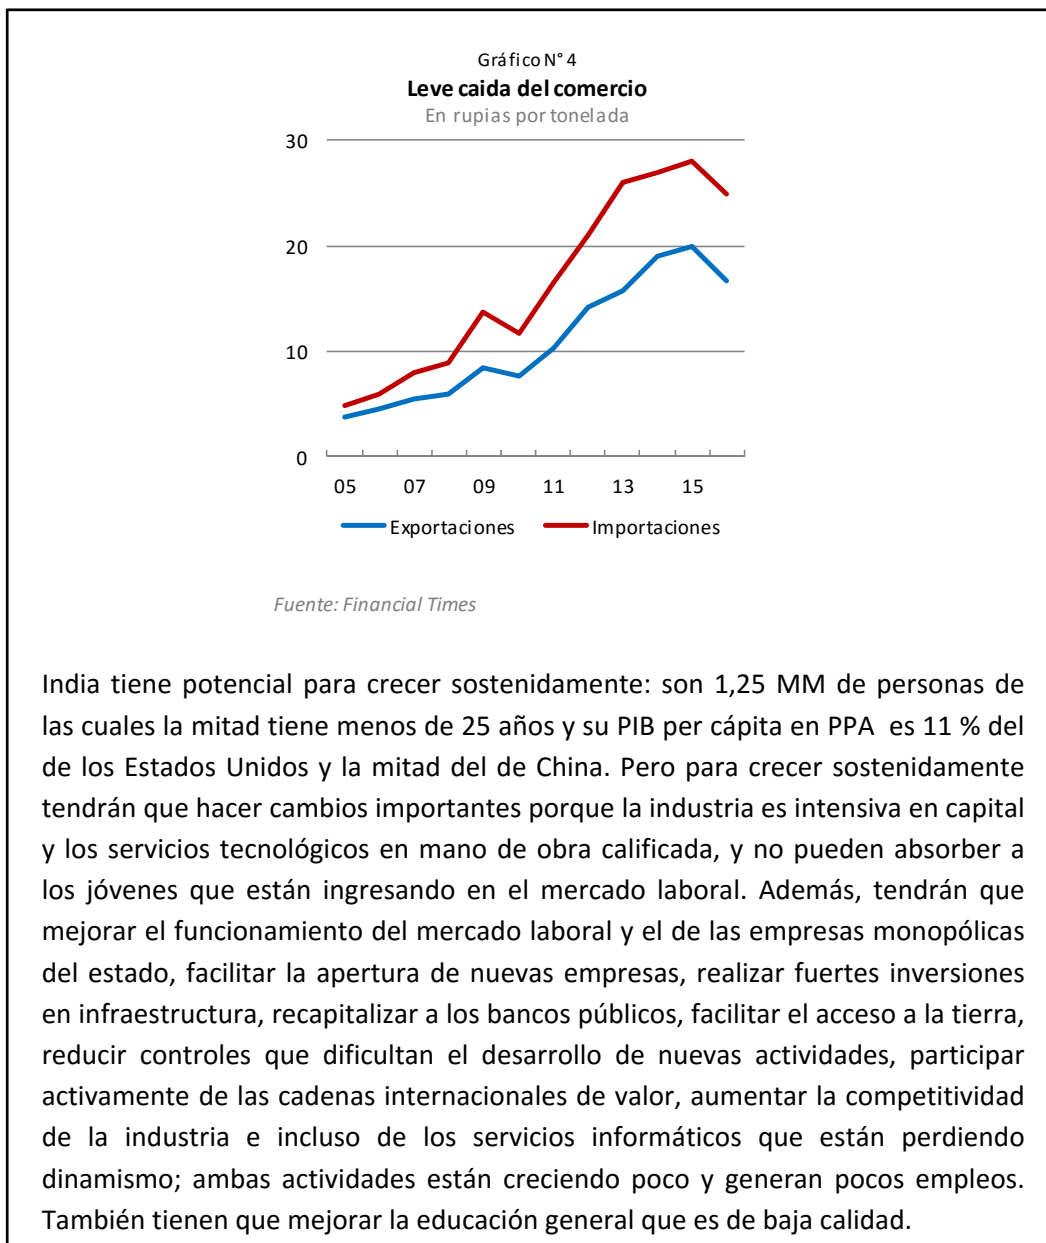 Gráfico N° 4
Leve caida del comercio
En rupias por tonelada
30
20
10
0
05 07 09 11 13 15
Exportaciones Importaciones
Fuente: Financial Times
India tiene potencial para crecer sostenidamente: son 1,25 MM de personas de
las cuales la mitad tiene menos de 25 años y su PIB per cápita en PPA es 11 % del
de los Estados Unidos y la mitad del de China. Pero para crecer sostenidamente
tendrán que hacer cambios importantes porque la industria es intensiva en capital
y los servicios tecnológicos en mano de obra calificada, y no pueden absorber a
los jóvenes que están ingresando en el mercado laboral. Además, tendrán que
mejorar el funcionamiento del mercado laboral y el de las empresas monopólicas
del estado, facilitar la apertura de nuevas empresas, realizar fuertes inversiones
en infraestructura, recapitalizar a los bancos públicos, facilitar el acceso a la tierra,
reducir controles que dificultan el desarrollo de nuevas actividades, participar
activamente de las cadenas internacionales de valor, aumentar la competitividad
de la industria e incluso de los servicios informáticos que están perdiendo
dinamismo; ambas actividades están creciendo poco y generan pocos empleos.
También tienen que mejorar la educación general que es de baja calidad.